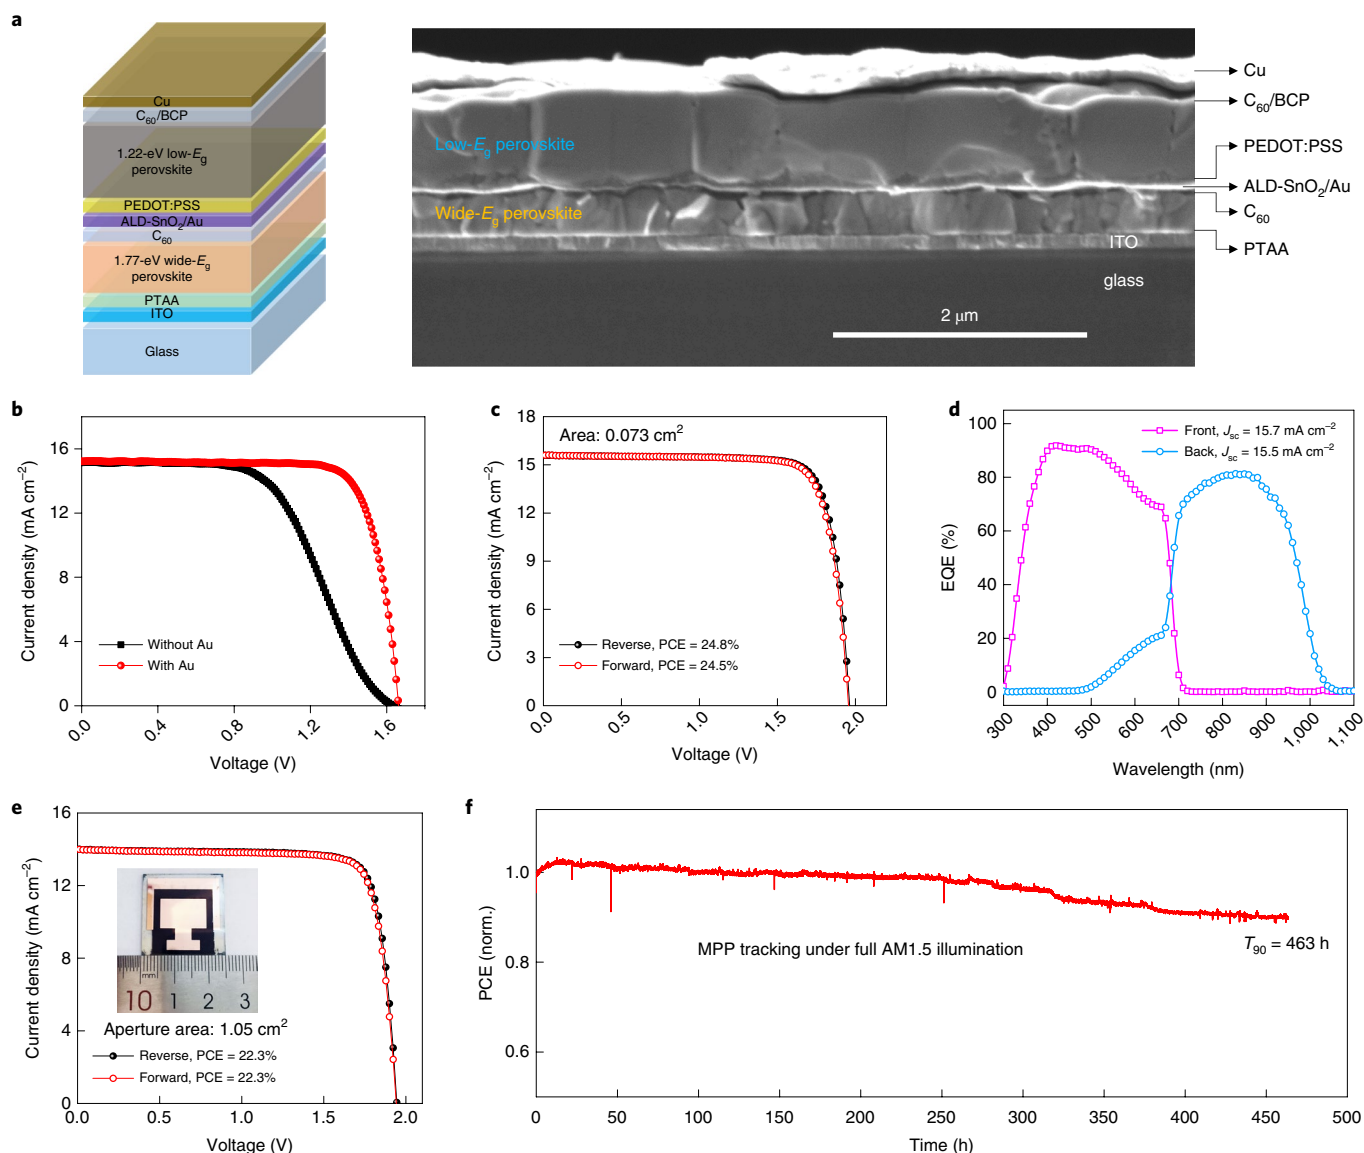 a
Cu
C₆₀/BCP
1.22-eV low-E_g
perovskite
PEDOT:PSS
ALD-SnO₂/Au
C₆₀
1.77-eV wide-E_g
perovskite
PTAA
ITO
Glass
Low-E_g perovskite
Wide-E_g perovskite
ITO
glass
2 μm
Cu
C₆₀/BCP
PEDOT:PSS
ALD-SnO₂/Au
C₆₀
PTAA
b
Current density (mA cm⁻²)
16
12
8
4
0
0.0
0.4
0.8
1.2
1.6
Voltage (V)
Without Au
With Au
c
Current density (mA cm⁻²)
18
15
12
9
6
3
0
0.0
0.5
1.0
1.5
2.0
Voltage (V)
Area: 0.073 cm²
Reverse, PCE = 24.8%
Forward, PCE = 24.5%
d
EQE (%)
100
80
60
40
20
0
300
400
500
600
700
800
900
1,000
1,100
Wavelength (nm)
Front, J_sc = 15.7 mA cm⁻²
Back, J_sc = 15.5 mA cm⁻²
e
Current density (mA cm⁻²)
16
12
8
4
0
0
0.5
1.0
1.5
2.0
Voltage (V)
mm
10 1 2 3
Aperture area: 1.05 cm²
Reverse, PCE = 22.3%
Forward, PCE = 22.3%
f
PCE (norm.)
1.0
0.8
0.6
0
50
100
150
200
250
300
350
400
450
500
Time (h)
MPP tracking under full AM1.5 illumination
T₉₀ = 463 h